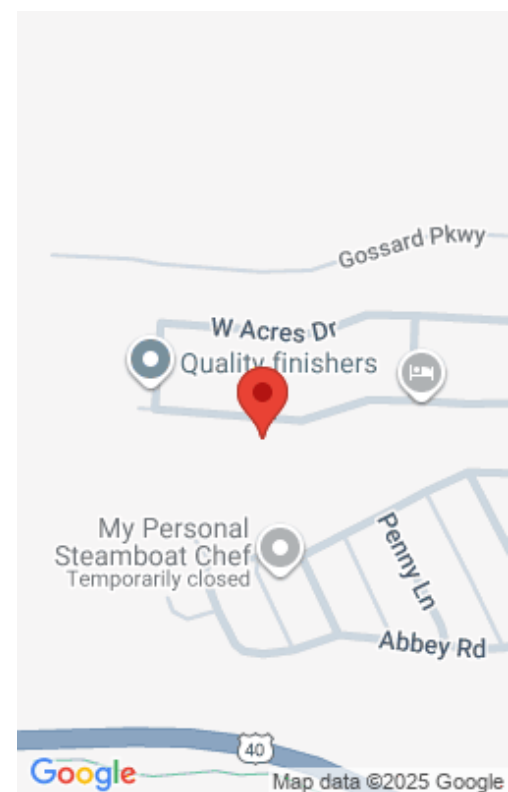 Gossard Pkwy
W Acres Dr
Quality finishers
My Personal
Steamboat Chef
Temporarily closed
Penny Ln
Abbey Rd
40
Google
Map data ©2025 Google